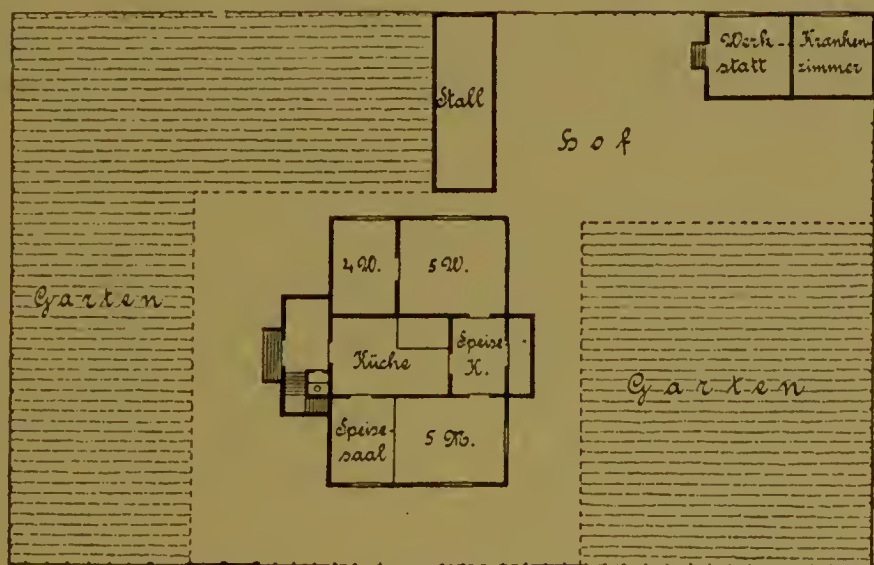 Werk-
statt
Kranken-
zimmer
Stall
Hof
4 W.
5 W.
Garten
Küche
Speise
K.
Garten
Speise-
saal
5 M.